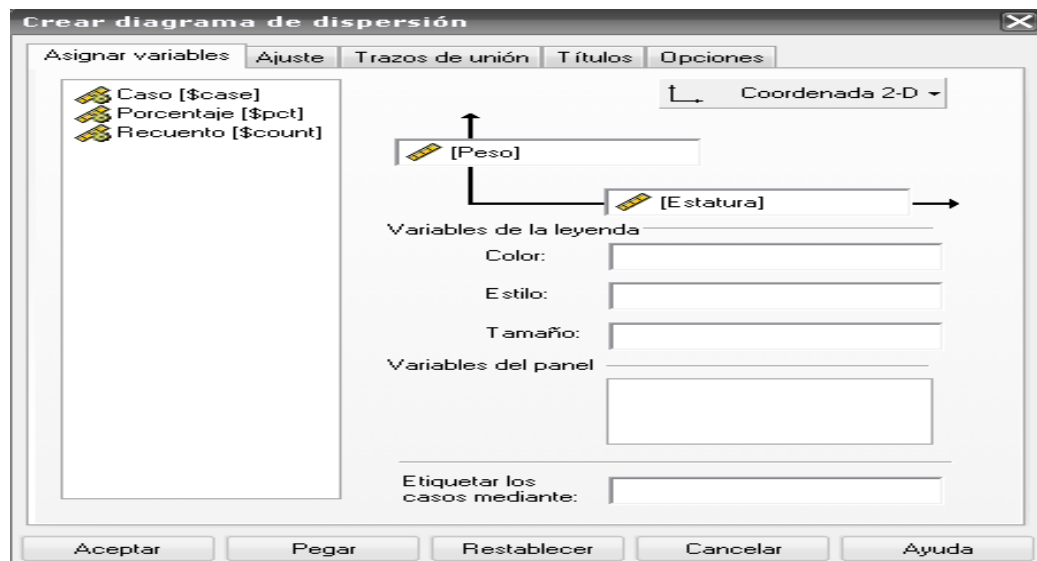 Crear diagrama de dispersión
Asignar variables Ajuste Trazos de unión Títulos Opciones
Caso [$case]
Porcentaje [$pct]
Recuento [$count]
Coordenada 2-D
[Peso]
[Estatura]
Variables de la leyenda
Color:
Estilo:
Tamaño:
Variables del panel
Etiquetar los
casos mediante:
Aceptar Pegar Restablecer Cancelar Ayuda